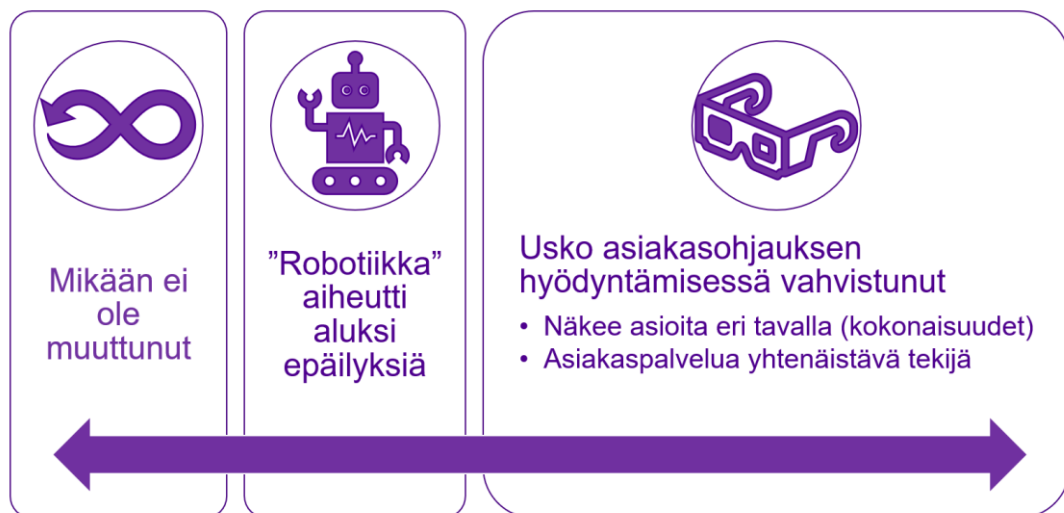 Mikään ei
ole
muuttunut
”Robotiikka”
aiheutti
aluksi
epäilyksiä
Usko asiakasohjauksen
hyödyntämisessä vahvistunut
• Näkee asioita eri tavalla (kokonaisuudet)
• Asiakaspalvelua yhtenäistävä tekijä